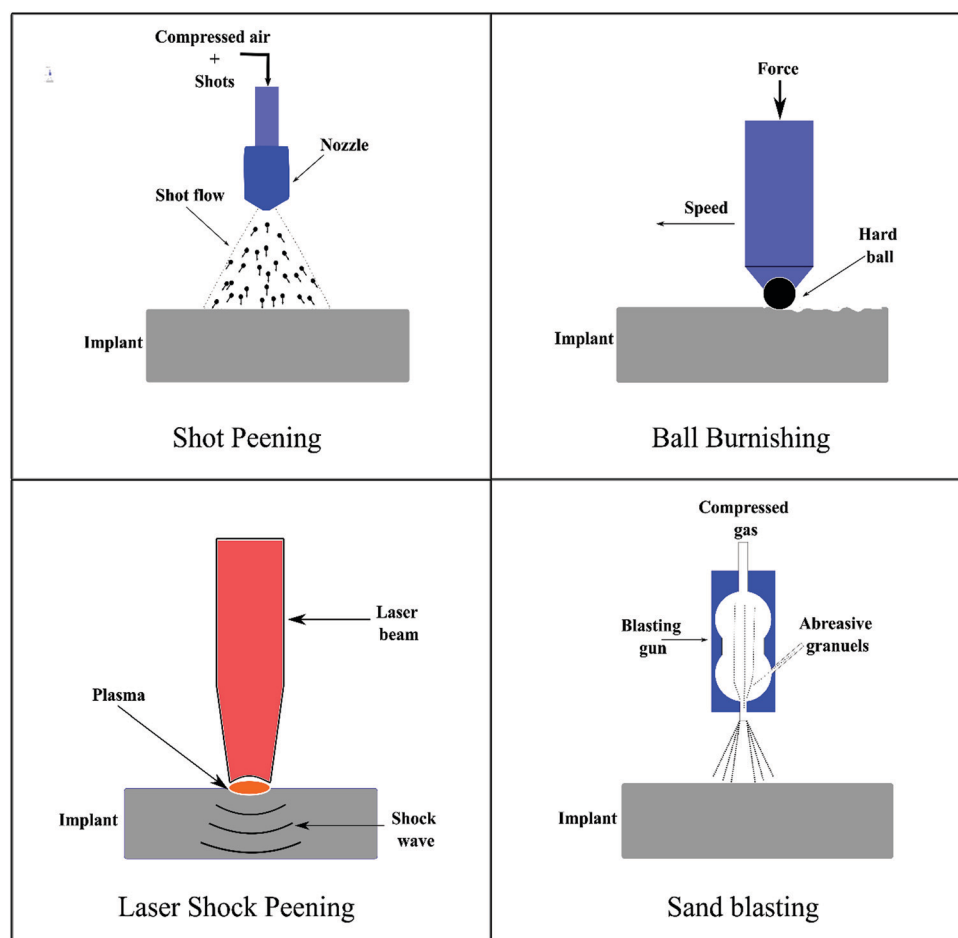 Compressed air
+
Shots
Nozzle
Shot flow
Implant
Shot Peening
Force
Speed
Hard
ball
Implant
Ball Burnishing
Laser
beam
Plasma
Implant
Shock
wave
Laser Shock Peening
Compressed
gas
Blasting
gun
Abreasive
granuels
Implant
Sand blasting